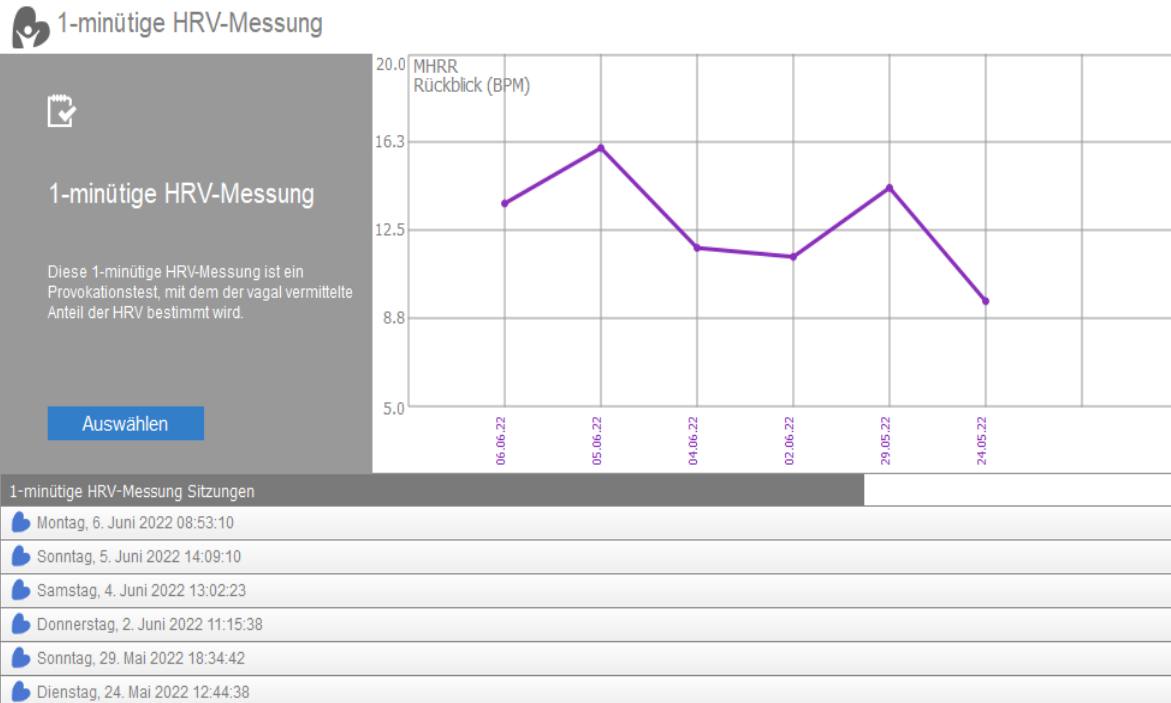 1-minütige HRV-Messung
1-minütige HRV-Messung
Diese 1-minütige HRV-Messung ist ein
Provokationstest, mit dem der vagal vermittelte
Anteil der HRV bestimmt wird.
Auswählen
MHRR
Rückblick (BPM)
20.0
16.3
12.5
8.8
5.0
06.06.22
05.06.22
04.06.22
02.06.22
29.05.22
24.05.22
1-minütige HRV-Messung Sitzungen
Montag, 6. Juni 2022 08:53:10
Sonntag, 5. Juni 2022 14:09:10
Samstag, 4. Juni 2022 13:02:23
Donnerstag, 2. Juni 2022 11:15:38
Sonntag, 29. Mai 2022 18:34:42
Dienstag, 24. Mai 2022 12:44:38